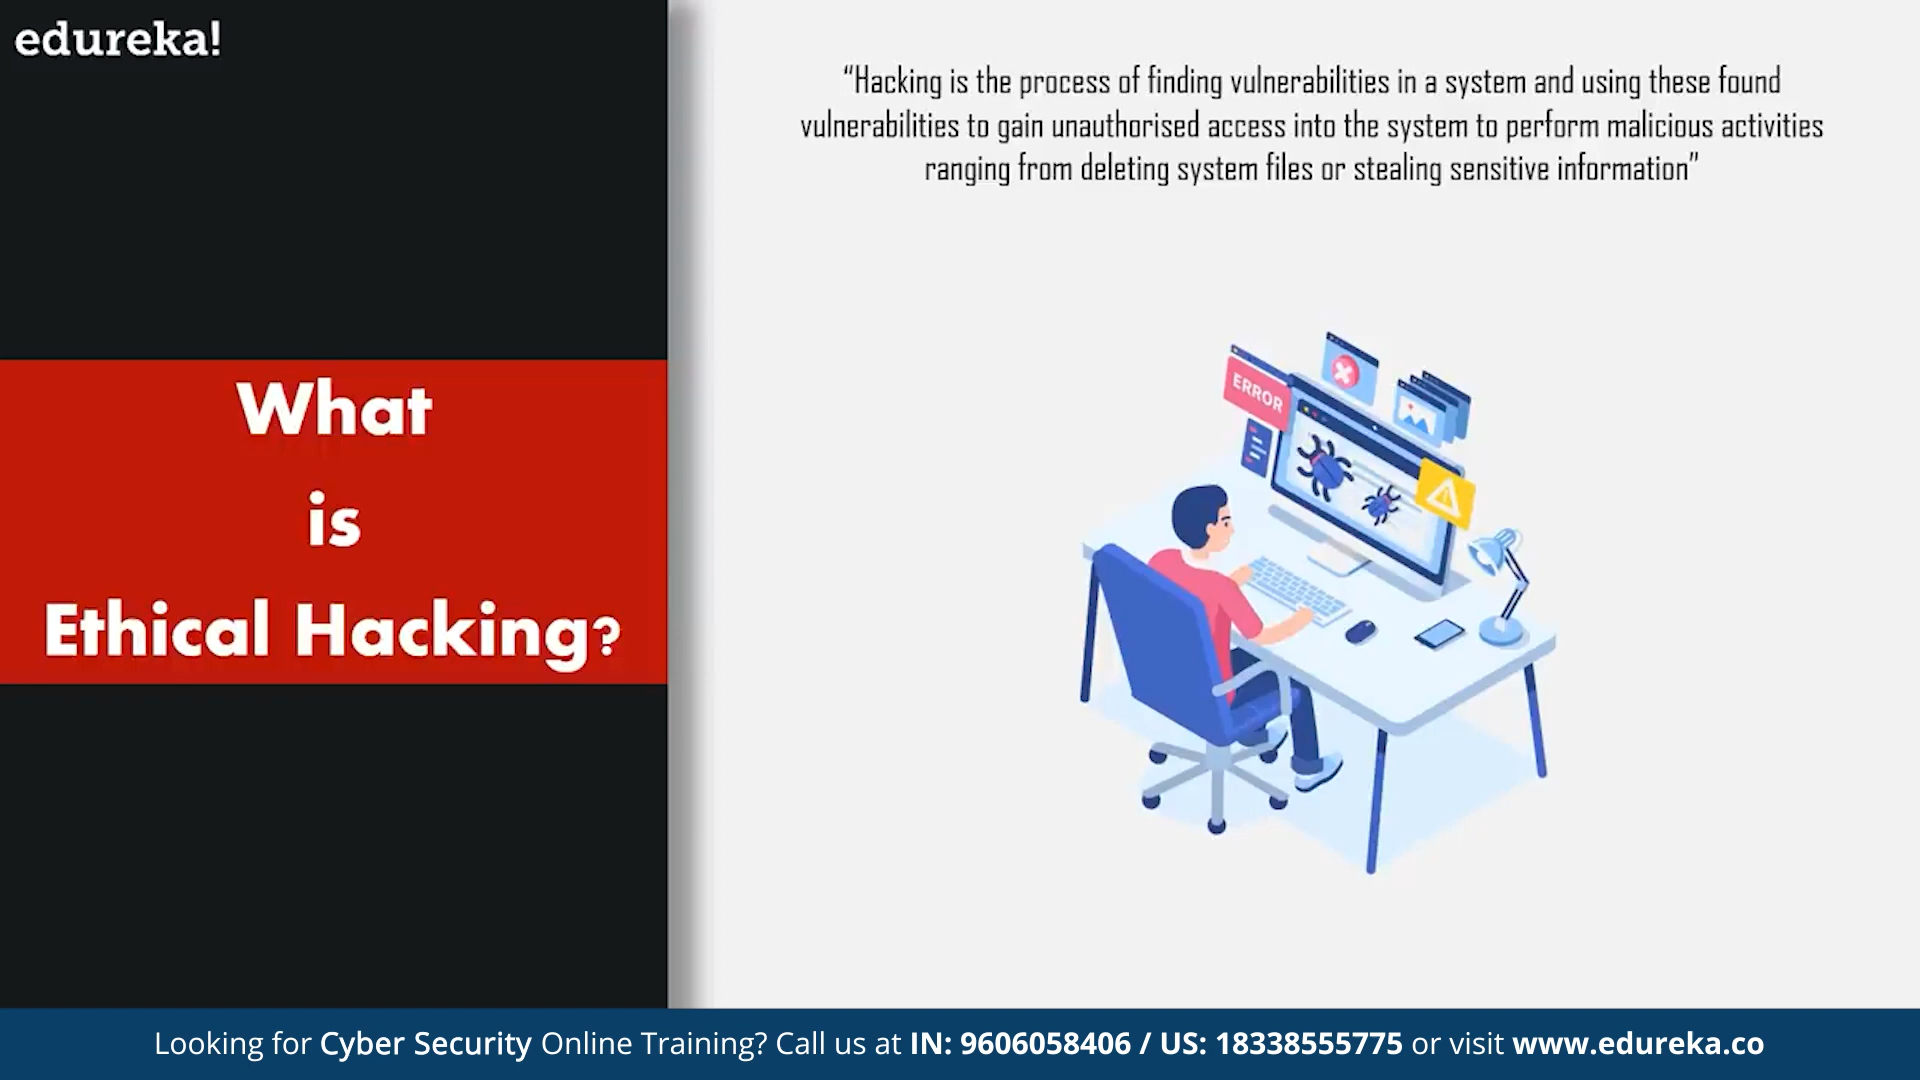 edureka!
What
is
Ethical Hacking?
“Hacking is the process of finding vulnerabilities in a system and using these found
vulnerabilities to gain unauthorised access into the system to perform malicious activities
ranging from deleting system files or stealing sensitive information”
ERROR
Looking for Cyber Security Online Training? Call us at IN: 9606058406 / US: 18338555775 or visit www.edureka.co